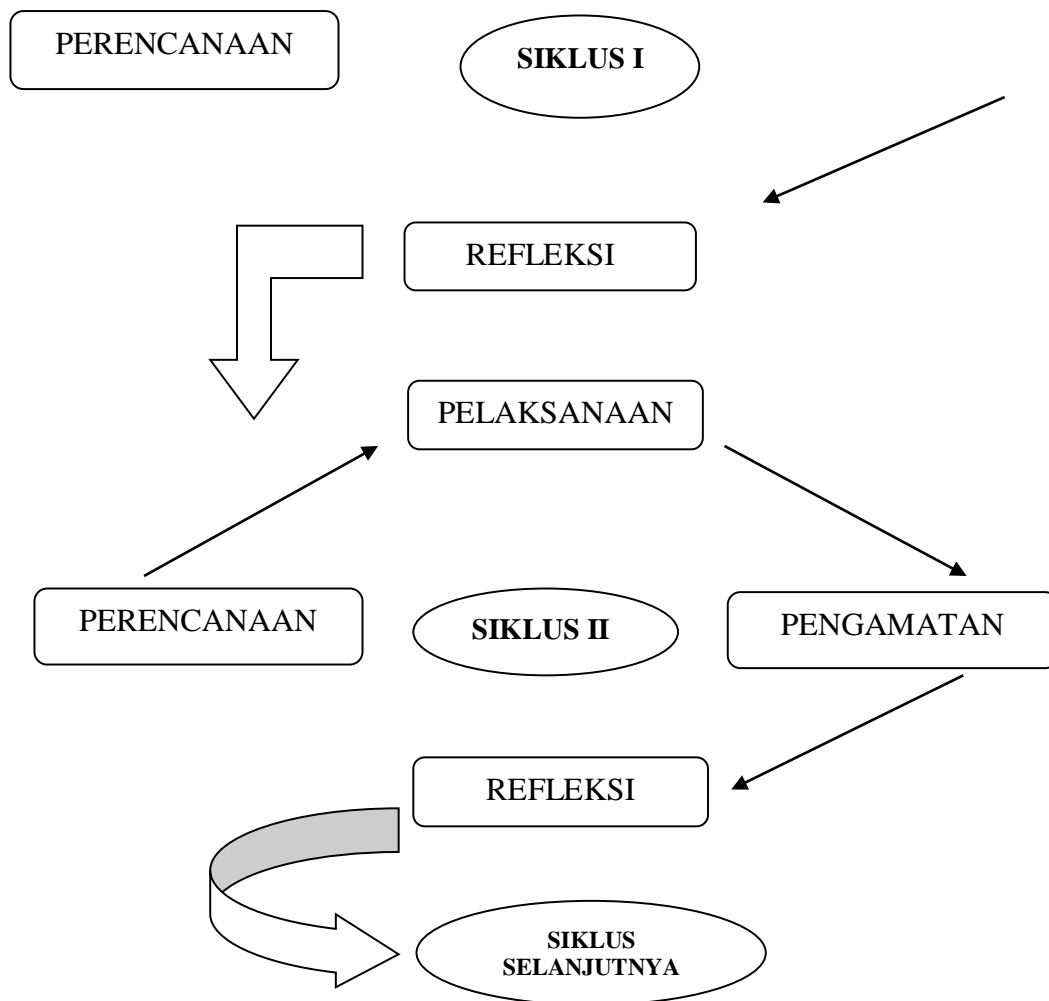 PERENCANAAN
SIKLUS I
REFLEKSI
PELAKSANAAN
PERENCANAAN
SIKLUS II
PENGAMATAN
REFLEKSI
SIKLUS
SELANJUTNYA